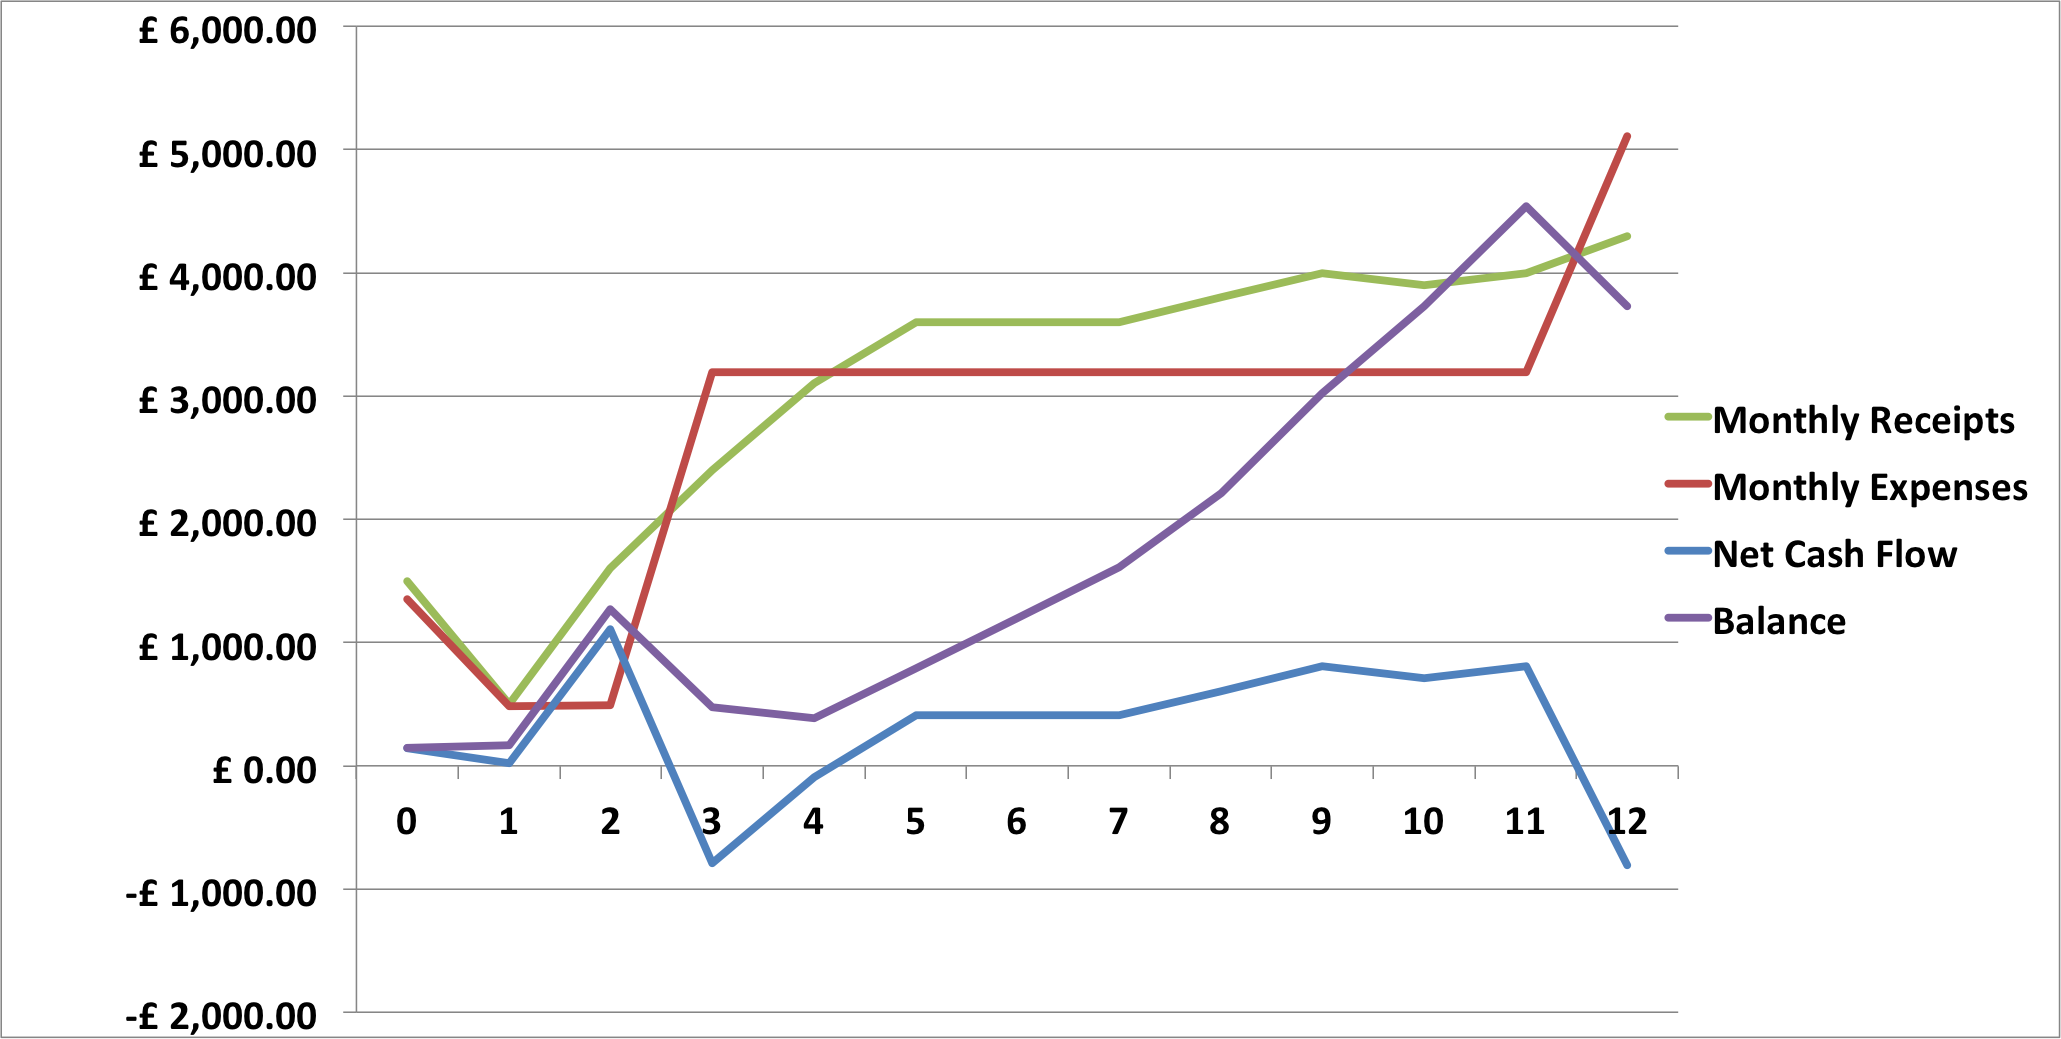 £ 6,000.00
£ 5,000.00
£ 4,000.00
£ 3,000.00
£ 2,000.00
£ 1,000.00
£ 0.00
-£ 1,000.00
-£ 2,000.00
0 1 2 3 4 5 6 7 8 9 10 11 12
Monthly Receipts
Monthly Expenses
Net Cash Flow
Balance